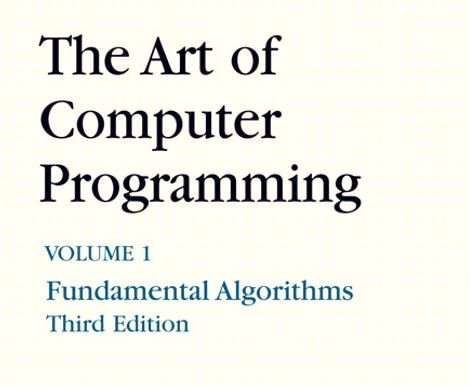 The Art of
Computer
Programming
VOLUME 1
Fundamental Algorithms
Third Edition